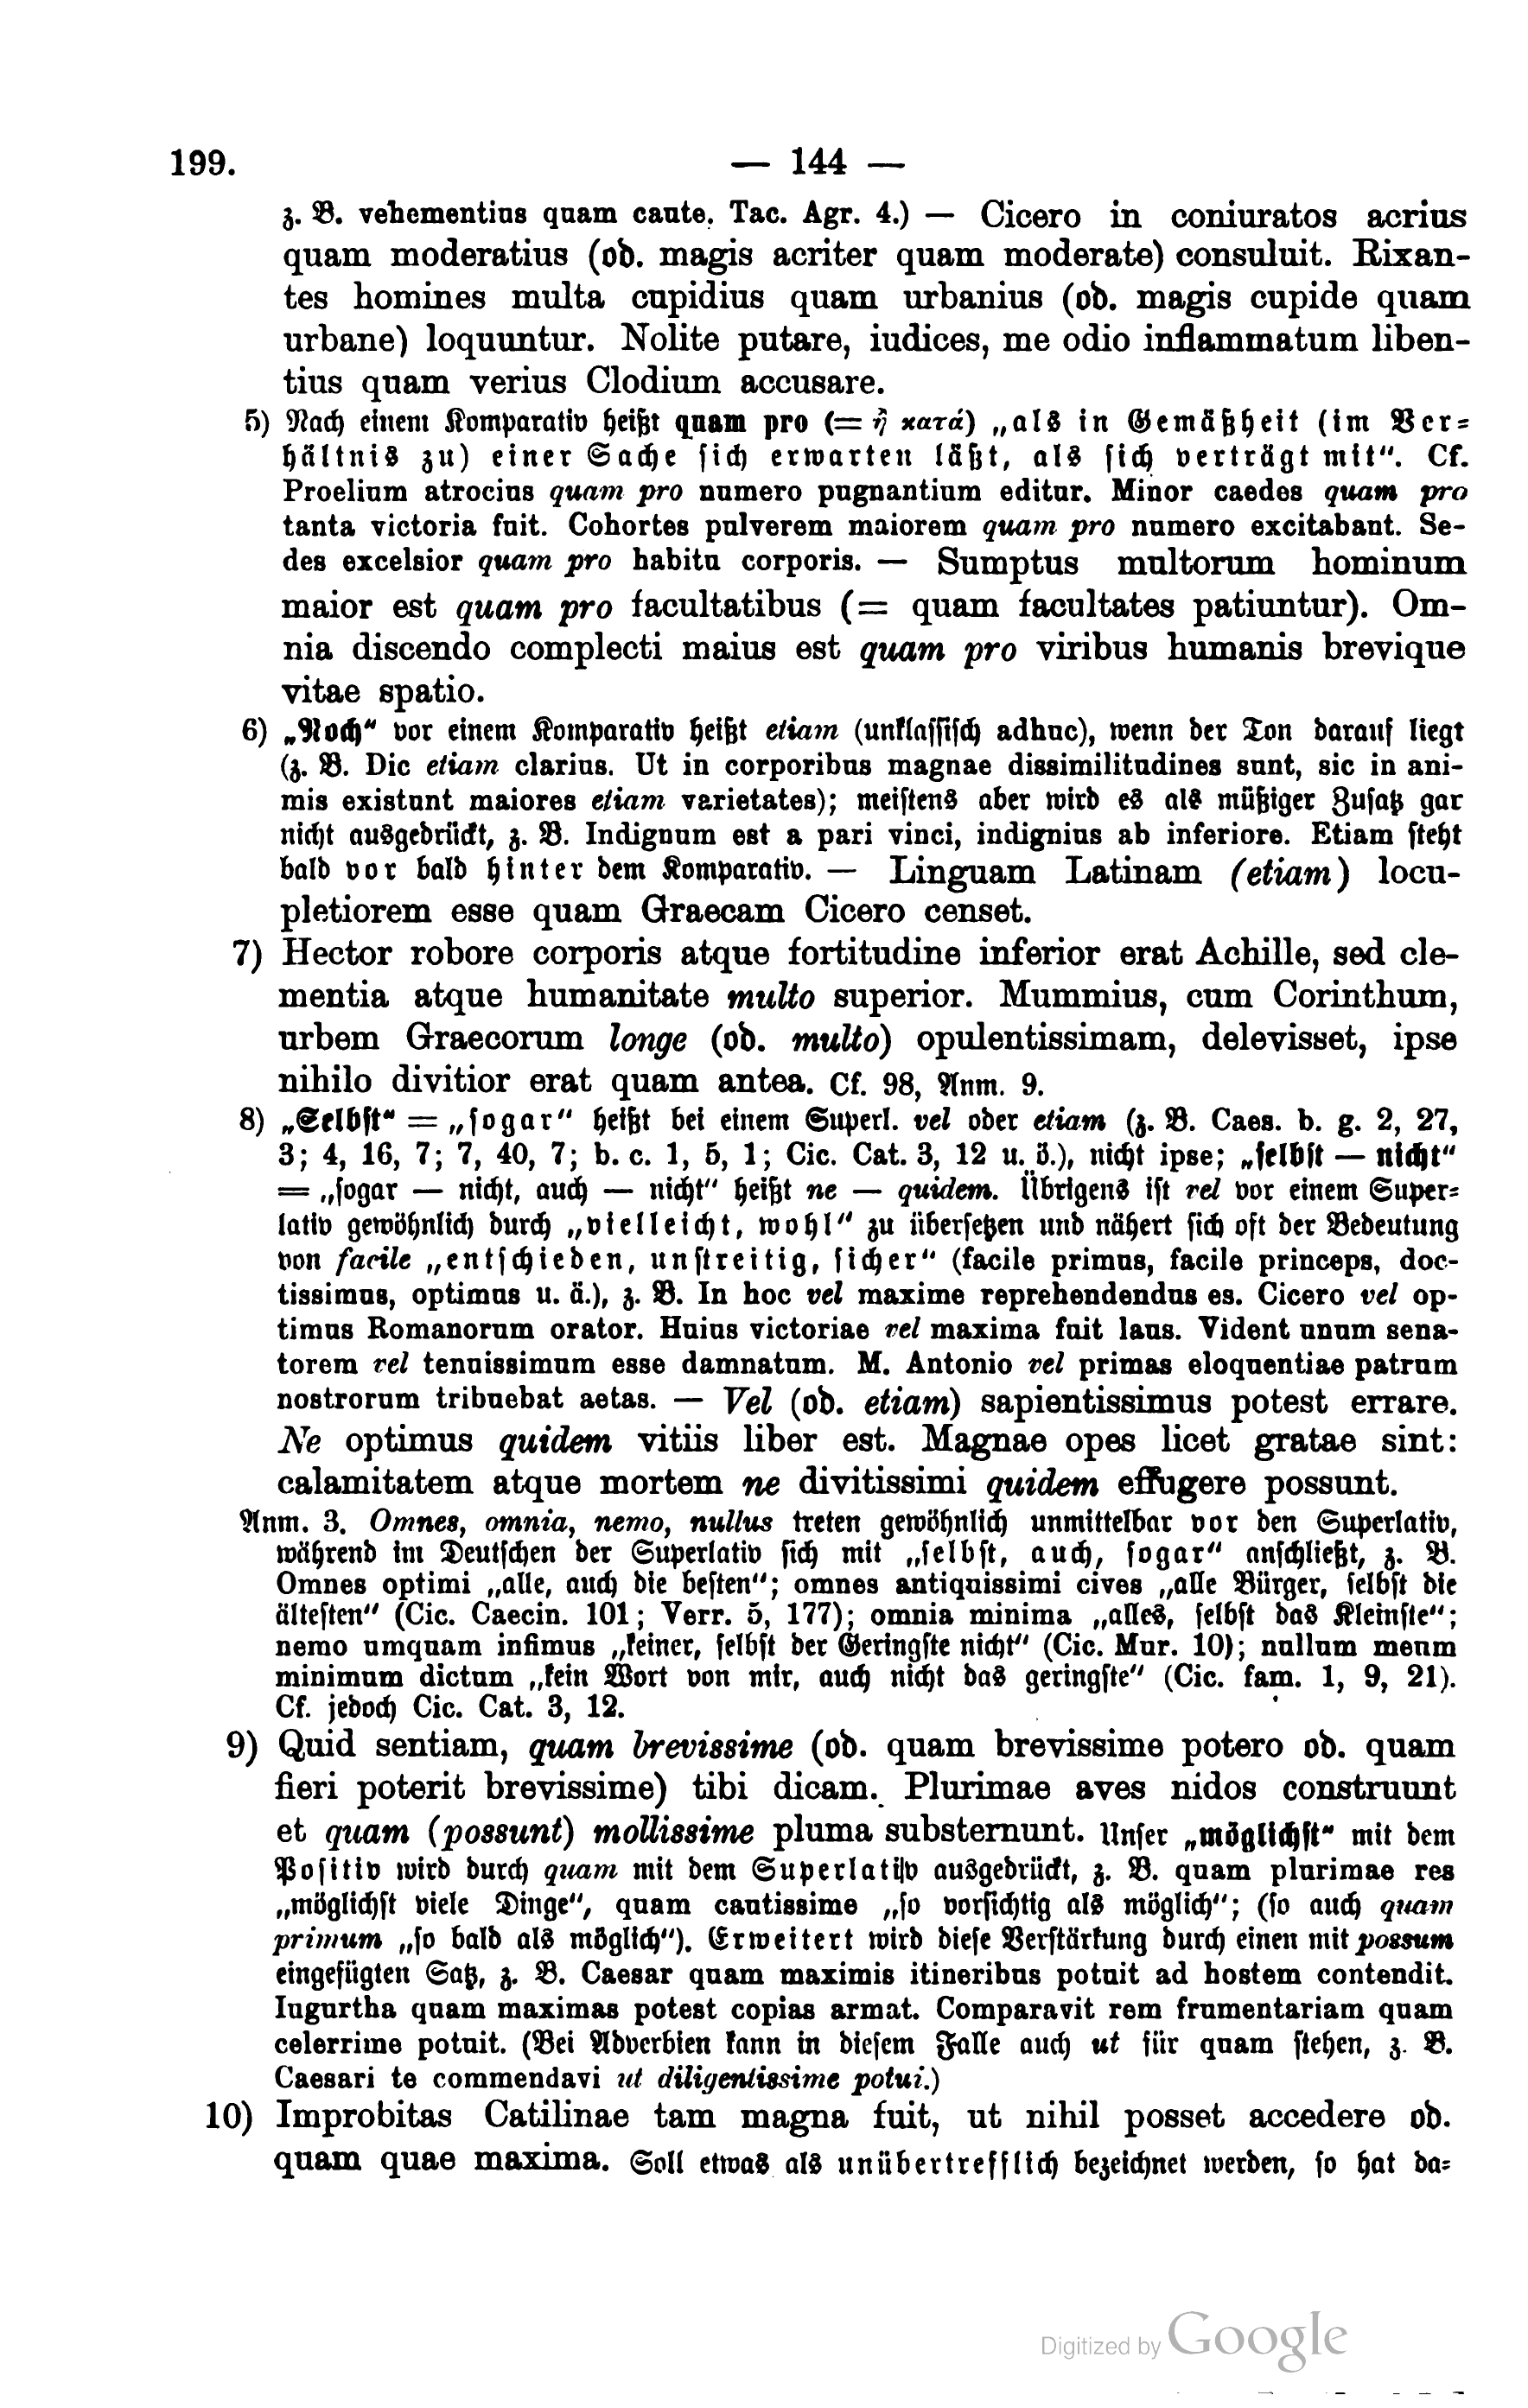 199. — 144 —
z. B. vehementius quam caute. Tac. Agr. 4.) — Cicero in coniuratos acrius
quam moderatius (od. magis acriter quam moderate) consuluit. Rixan-
tes homines multa cupidius quam urbanius (od. magis cupide quam
urbane) loquuntur. Nolite putare, iudices, me odio inflammatum liben-
tius quam verius Clodium accusare.
5) Nach einem Komparativ heißt quam pro (= ἢ κατά) „als in Gemäßheit (im Ver-
hältnis zu) einer Sache sich erwarten läßt, als sich verträgt mit“. Cf.
Proelium atrocius quam pro numero pugnantium editur. Minor caedes quam pro
tanta victoria fuit. Cohortes pulverem maiorem quam pro numero excitabant. Se-
des excelsior quam pro habitu corporis. — Sumptus multorum hominum
maior est quam pro facultatibus (= quam facultates patiuntur). Om-
nia discendo complecti maius est quam pro viribus humanis brevique
vitae spatio.
6) „Noch“ vor einem Komparativ heißt etiam (unklassisch adhuc), wenn der Ton darauf liegt
(z. B. Dic etiam clarius. Ut in corporibus magnae dissimilitudines sunt, sic in ani-
mis existunt maiores etiam varietates); meistens aber wird es als müßiger Zusatz gar
nicht ausgedrückt, z. B. Indignum est a pari vinci, indignius ab inferiore. Etiam steht
bald vor bald hinter dem Komparativ. — Linguam Latinam (etiam) locu-
pletiorem esse quam Graecam Cicero censet.
7) Hector robore corporis atque fortitudine inferior erat Achille, sed cle-
mentia atque humanitate multo superior. Mummius, cum Corinthum,
urbem Graecorum longe (od. multo) opulentissimam, delevisset, ipse
nihilo divitior erat quam antea. Cf. 98, Anm. 9.
8) „Selbst“ = „sogar“ heißt bei einem Superl. vel oder etiam (z. B. Caes. b. g. 2, 27,
3; 4, 16, 7; 7, 40, 7; b. c. 1, 5, 1; Cic. Cat. 3, 12 u. ö.), nicht ipse; „selbst — nicht“
= „sogar — nicht, auch — nicht“ heißt ne — quidem. Übrigens ist vel vor einem Super-
lativ gewöhnlich durch „vielleicht, wohl“ zu übersetzen und nähert sich oft der Bedeutung
von facile „entschieden, unstreitig, sicher“ (facile primus, facile princeps, doc-
tissimus, optimus u. ä.), z. B. In hoc vel maxime reprehendendus es. Cicero vel op-
timus Romanorum orator. Huius victoriae vel maxima fuit laus. Vident unum sena-
torem vel tenuissimum esse damnatum. M. Antonio vel primas eloquentiae patrum
nostrorum tribuebat aetas. — Vel (od. etiam) sapientissimus potest errare.
Ne optimus quidem vitiis liber est. Magnae opes licet gratae sint:
calamitatem atque mortem ne divitissimi quidem effugere possunt.
Anm. 3. Omnes, omnia, nemo, nullus treten gewöhnlich unmittelbar vor den Superlativ,
während im Deutschen der Superlativ sich mit „selbst, auch, sogar“ anschließt, z. B.
Omnes optimi „alle, auch die besten“; omnes antiquissimi cives „alle Bürger, selbst die
ältesten“ (Cic. Caecin. 101; Verr. 5, 177); omnia minima „alles, selbst das Kleinste“;
nemo umquam infimus „keiner, selbst der Geringste nicht“ (Cic. Mur. 10); nullum meum
minimum dictum „kein Wort von mir, auch nicht das geringste“ (Cic. fam. 1, 9, 21).
Cf. jedoch Cic. Cat. 3, 12.
9) Quid sentiam, quam brevissime (od. quam brevissime potero od. quam
fieri poterit brevissime) tibi dicam. Plurimae aves nidos construunt
et quam (possunt) mollissime pluma substernunt. Unser „möglichst“ mit dem
Positiv wird durch quam mit dem Superlativ ausgedrückt, z. B. quam plurimae res
„möglichst viele Dinge“, quam cautissime „so vorsichtig als möglich“; (so auch quam
primum „so bald als möglich“). Erweitert wird diese Verstärkung durch einen mit possum
eingefügten Satz, z. B. Caesar quam maximis itineribus potuit ad hostem contendit.
Iugurtha quam maximas potest copias armat. Comparavit rem frumentariam quam
celerrime potuit. (Bei Adverbien kann in diesem Falle auch ut für quam stehen, z. B.
Caesari te commendavi ut diligentissime potui.)
10) Improbitas Catilinae tam magna fuit, ut nihil posset accedere od.
quam quae maxima. Soll etwas als unübertrefflich bezeichnet werden, so hat da-
Digitized by Google